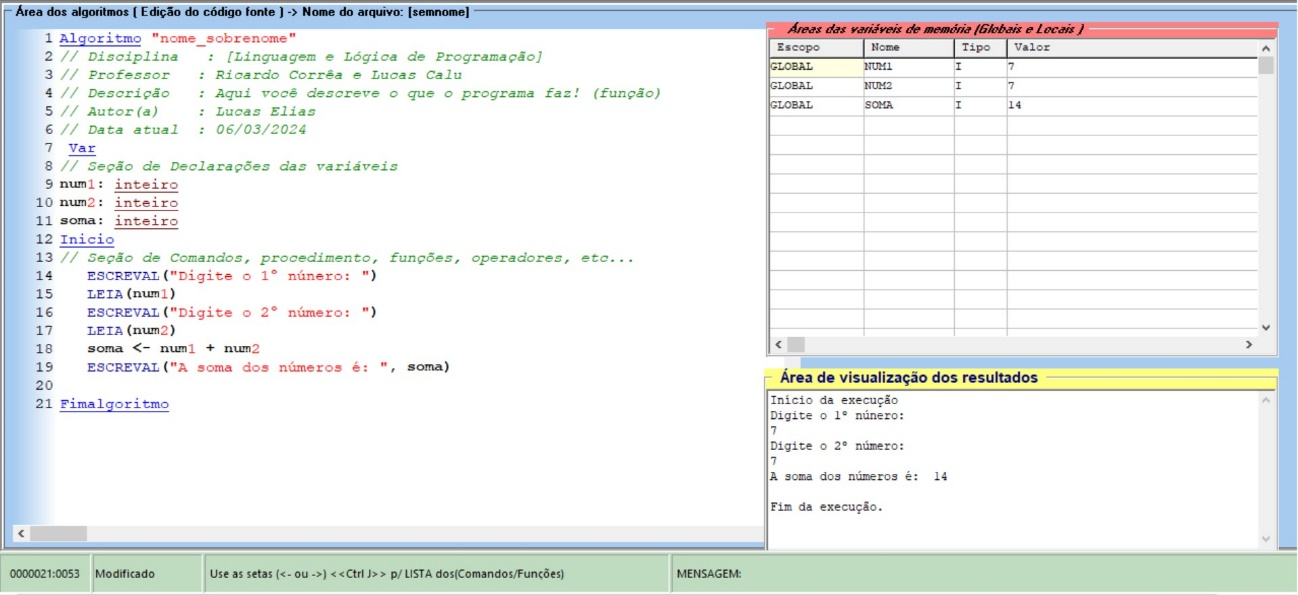 Área dos algoritmos ( Edição do código fonte ) -> Nome do arquivo: [semnome]
1 Algoritmo "nome_sobrenome"
2 // Disciplina : [Linguagem e Lógica de Programação]
3 // Professor : Ricardo Corrêa e Lucas Calu
4 // Descrição : Aqui você descreve o que o programa faz! (função)
5 // Autor(a) : Lucas Elias
6 // Data atual : 06/03/2024
7 Var
8 // Seção de Declarações das variáveis
9 num1: inteiro
10 num2: inteiro
11 soma: inteiro
12 Inicio
13 // Seção de Comandos, procedimento, funções, operadores, etc...
14 ESCREVAL("Digite o 1º núnero: ")
15 LEIA(num1)
16 ESCREVAL("Digite o 2º número: ")
17 LEIA(num2)
18 soma <- num1 + num2
19 ESCREVAL("A soma dos números é: ", soma)
20
21 Fimalgoritmo
Áreas das variáveis de memória (Globais e Locais )
Escopo Nome Tipo Valor
GLOBAL NUM1 I 7
GLOBAL NUM2 I 7
GLOBAL SOMA I 14
Área de visualização dos resultados
Início da execução
Digite o 1º núnero:
7
Digite o 2º número:
7
A soma dos números é: 14
Fim da execução.
0000021:0053 Modificado Use as setas (<- ou ->) <<Ctrl J>> p/ LISTA dos(Comandos/Funções) MENSAGEM: